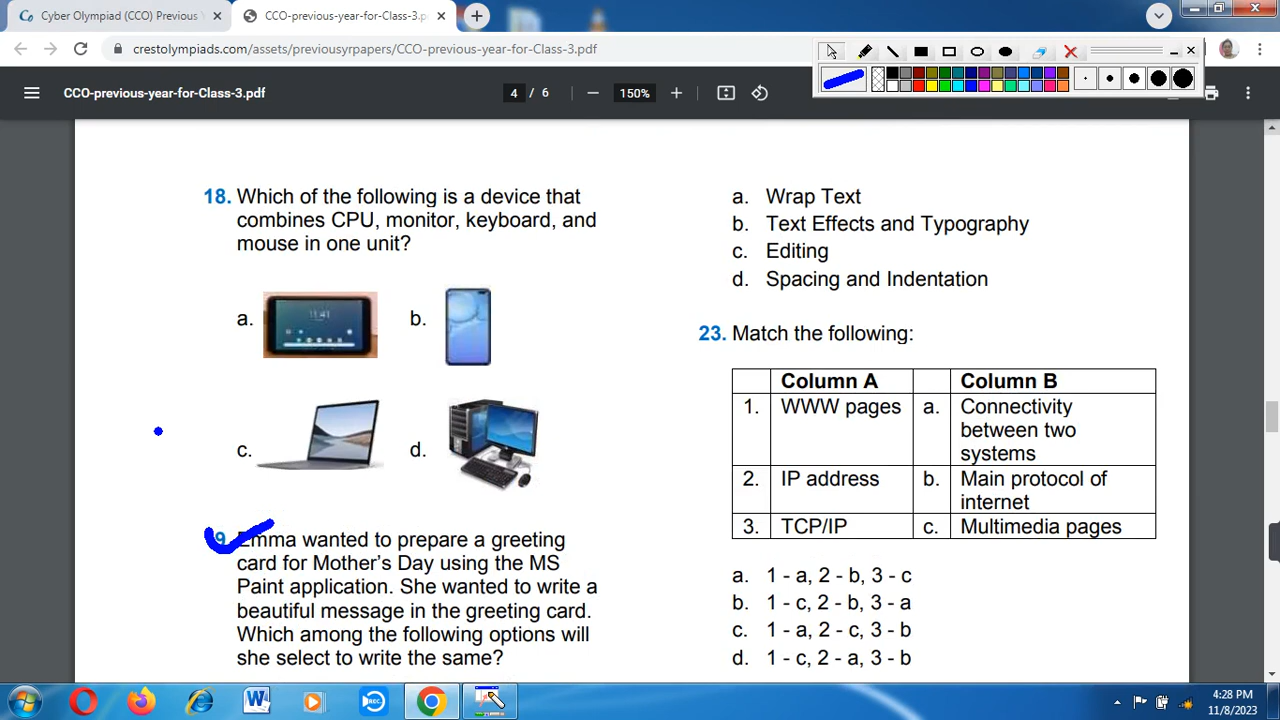 Cyber Olympiad (CCO) Previous Y
CCO-previous-year-for-Class-3.p
crestolympiads.com/assets/previousyrpapers/CCO-previous-year-for-Class-3.pdf
CCO-previous-year-for-Class-3.pdf
4 / 6
150%
18. Which of the following is a device that
combines CPU, monitor, keyboard, and
mouse in one unit?
a.
b.
c.
d.
9 Emma wanted to prepare a greeting
card for Mother's Day using the MS
Paint application. She wanted to write a
beautiful message in the greeting card.
Which among the following options will
she select to write the same?
a. Wrap Text
b. Text Effects and Typography
c. Editing
d. Spacing and Indentation
23. Match the following:
Column A Column B
1. WWW pages a. Connectivity
between two
systems
2. IP address b. Main protocol of
internet
3. TCP/IP c. Multimedia pages
a. 1 - a, 2 - b, 3 - c
b. 1 - c, 2 - b, 3 - a
c. 1 - a, 2 - c, 3 - b
d. 1 - c, 2 - a, 3 - b
REC
4:28 PM
11/8/2023